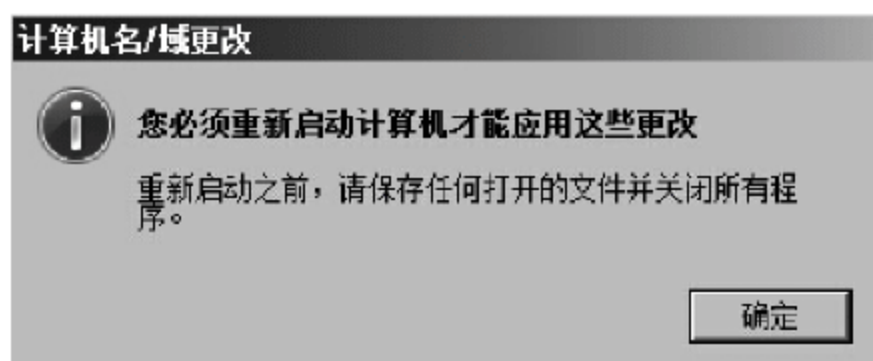 计算机名/域更改
您必须重新启动计算机才能应用这些更改
重新启动之前，请保存任何打开的文件并关闭所有程
序。
确定